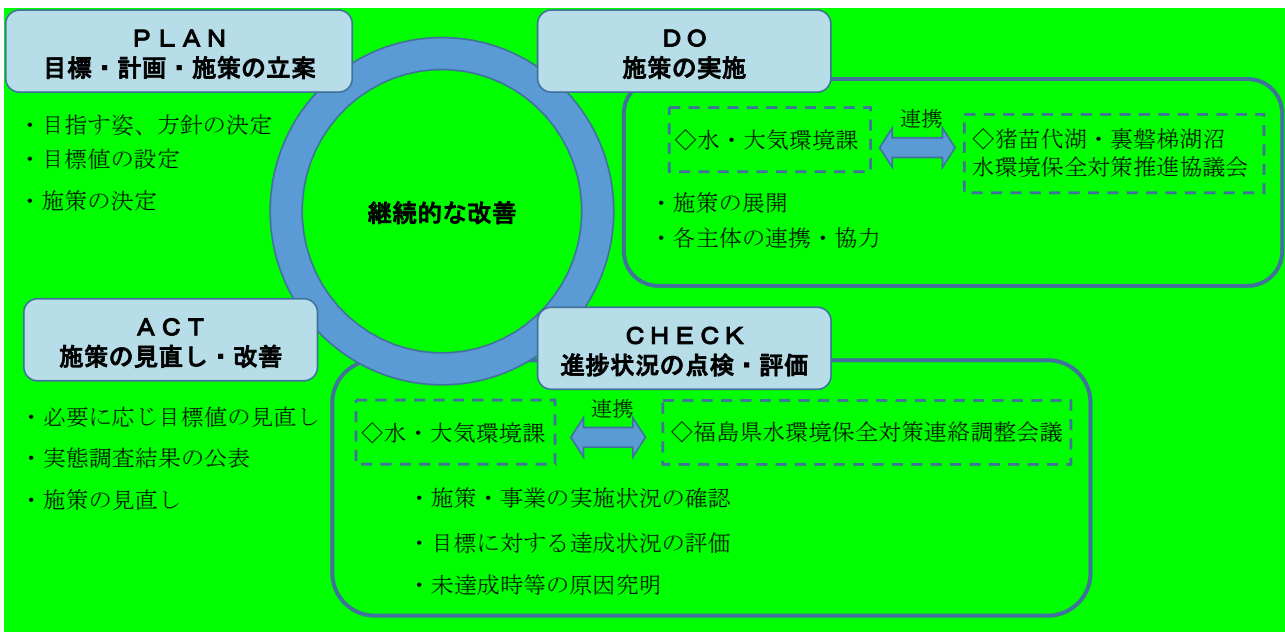 ＰＬＡＮ
目標・計画・施策の立案
・目指す姿、方針の決定
・目標値の設定
・施策の決定
ＤＯ
施策の実施
◇水・大気環境課
連携
◇猪苗代湖・裏磐梯湖沼
水環境保全対策推進協議会
・施策の展開
・各主体の連携・協力
継続的な改善
ＡＣＴ
施策の見直し・改善
・必要に応じ目標値の見直し
・実態調査結果の公表
・施策の見直し
ＣＨＥＣＫ
進捗状況の点検・評価
◇水・大気環境課
連携
◇福島県水環境保全対策連絡調整会議
・施策・事業の実施状況の確認
・目標に対する達成状況の評価
・未達成時等の原因究明